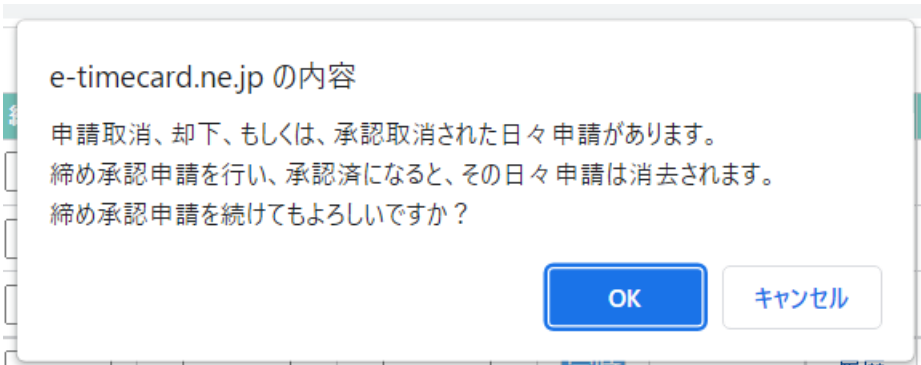 e-timecard.ne.jp の内容
申請取消、却下、もしくは、承認取消された日々申請があります。
締め承認申請を行い、承認済になると、その日々申請は消去されます。
締め承認申請を続けてもよろしいですか？
OK
キャンセル